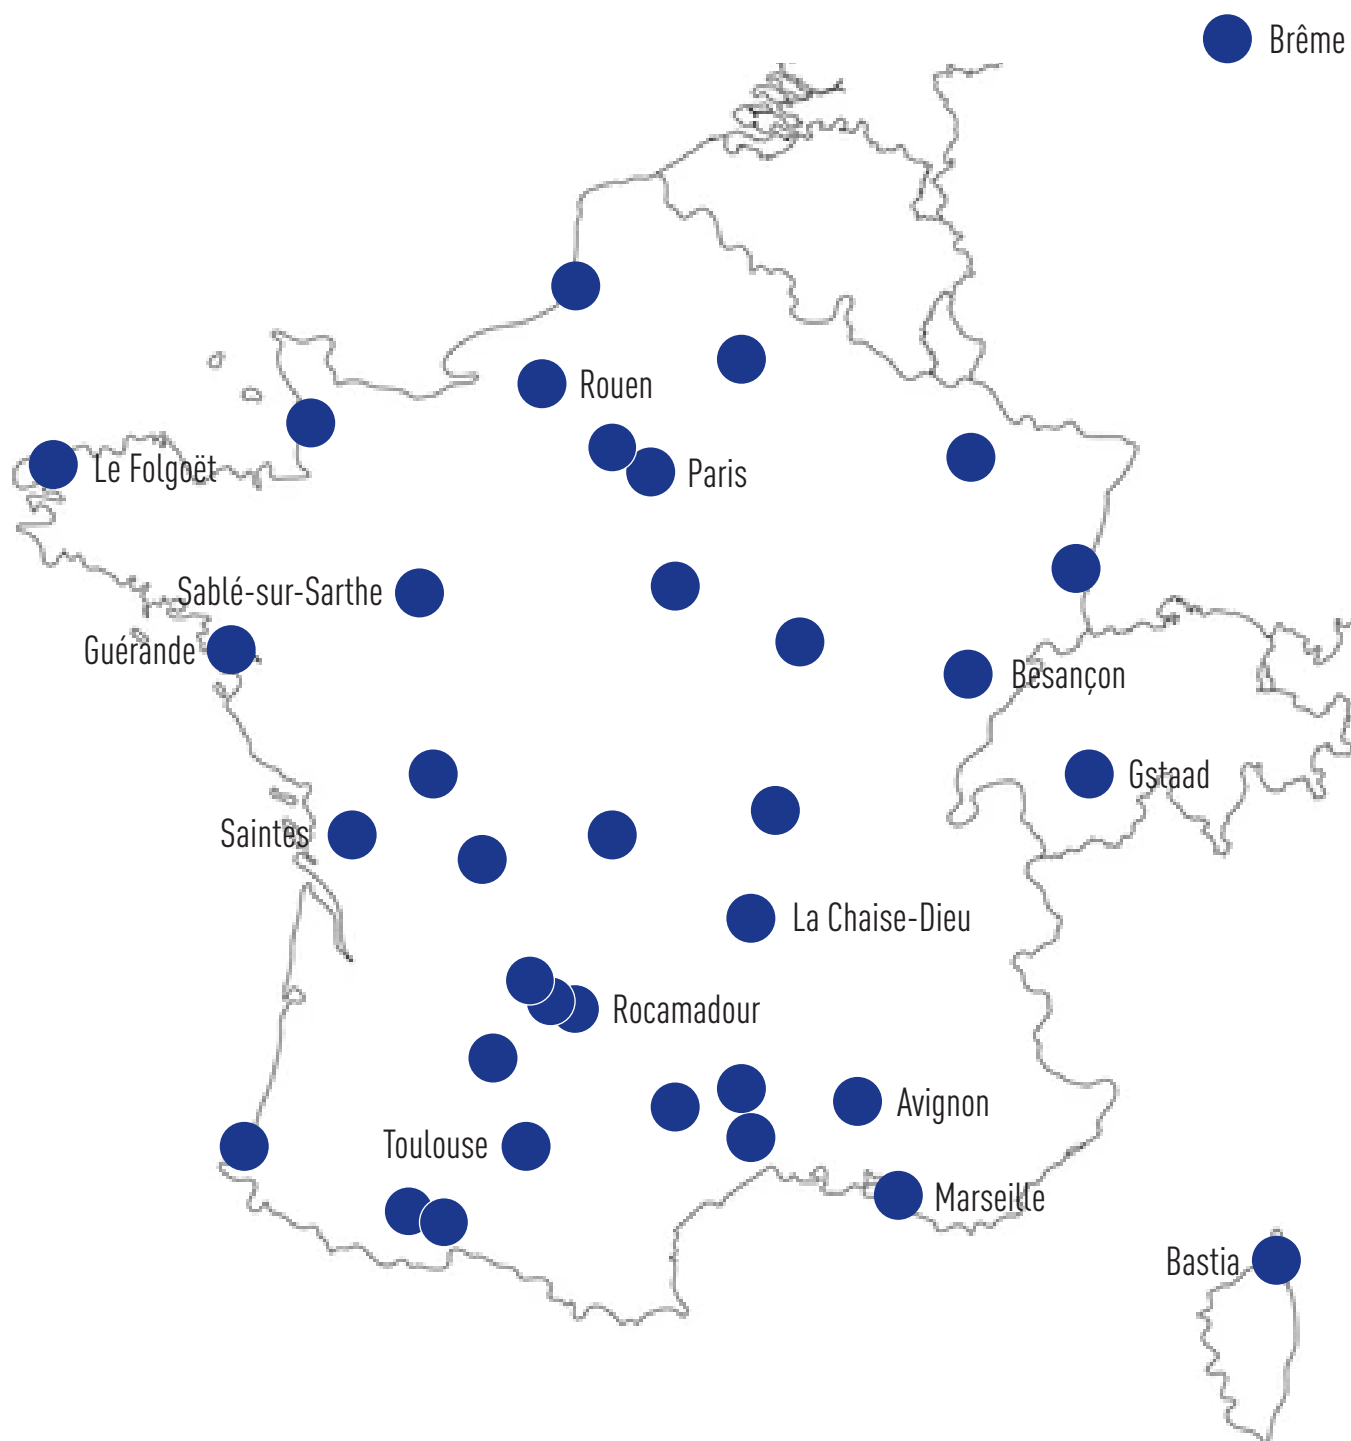 Brême
Rouen
Le Folgoët
Paris
Sablé-sur-Sarthe
Guérande
Besançon
Gstaad
Saintes
La Chaise-Dieu
Rocamadour
Avignon
Toulouse
Marseille
Bastia